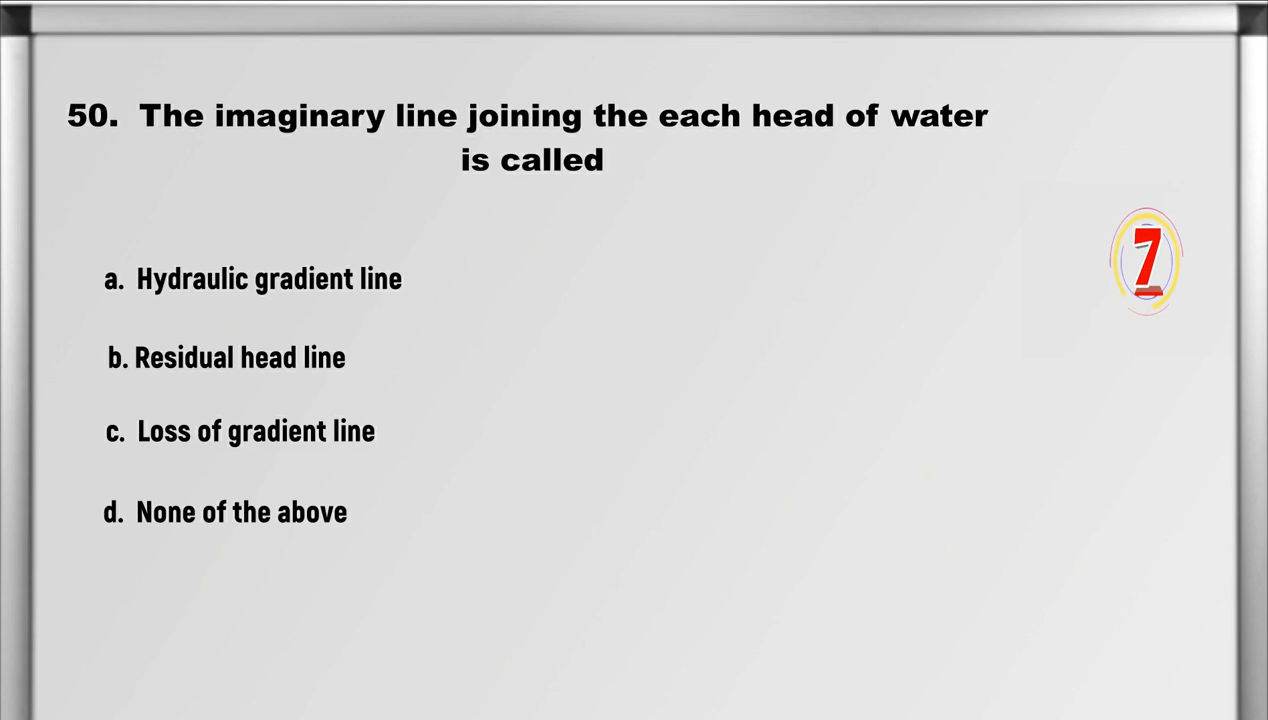 50. The imaginary line joining the each head of water
is called
7
a. Hydraulic gradient line
b. Residual head line
c. Loss of gradient line
d. None of the above